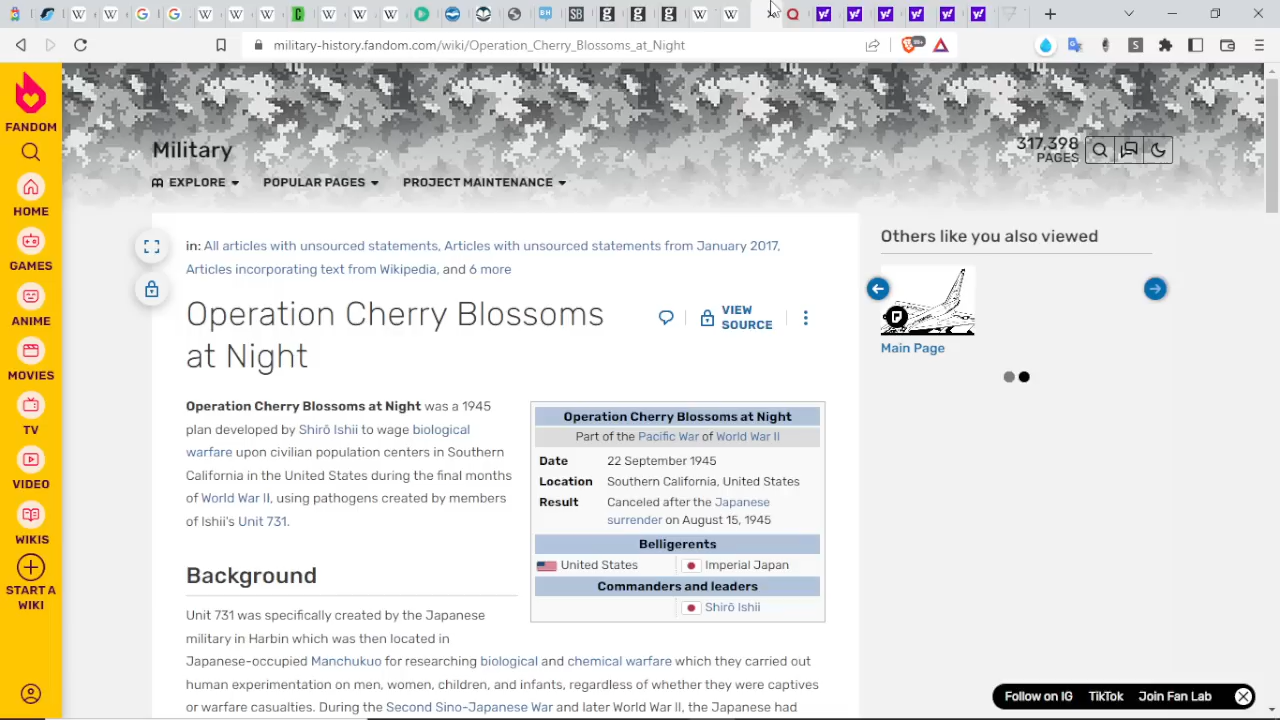 military-history.fandom.com/wiki/Operation_Cherry_Blossoms_at_Night
99+
FANDOM
HOME
GAMES
ANIME
MOVIES
TV
VIDEO
WIKIS
START A
WIKI
Military
317,398
PAGES
EXPLORE
POPULAR PAGES
PROJECT MAINTENANCE
in: All articles with unsourced statements, Articles with unsourced statements from January 2017,
Articles incorporating text from Wikipedia, and 6 more
Operation Cherry Blossoms
at Night
VIEW
SOURCE
Operation Cherry Blossoms at Night was a 1945
plan developed by Shirō Ishii to wage biological
warfare upon civilian population centers in Southern
California in the United States during the final months
of World War II, using pathogens created by members
of Ishii's Unit 731.
Operation Cherry Blossoms at Night
Part of the Pacific War of World War II
Date 22 September 1945
Location Southern California, United States
Result Canceled after the Japanese
surrender on August 15, 1945
Belligerents
United States Imperial Japan
Commanders and leaders
Shirō Ishii
Background
Unit 731 was specifically created by the Japanese
military in Harbin which was then located in
Japanese-occupied Manchukuo for researching biological and chemical warfare which they carried out
human experimentation on men, women, children, and infants, regardless of whether they were captives
or warfare casualties. During the Second Sino-Japanese War and later World War II, the Japanese had
Others like you also viewed
Main Page
Follow on IG TikTok Join Fan Lab